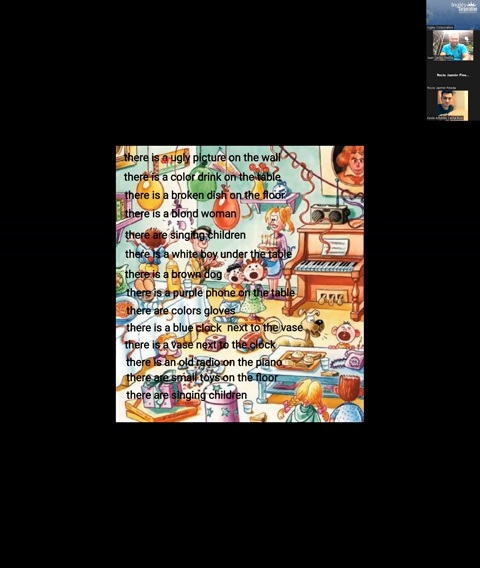 there is a ugly picture on the wall
there is a color drink on the table
there is a broken dish on the floor
there is a blond woman
there are singing children
there is a white boy under the table
there is a brown dog
there is a purple phone on the table
there are colors gloves
there is a blue clock next to the vase
there is a vase next to the clock
there is an old radio on the piano
there are small toys on the floor
there are singing children
Rocio Jazmin Pine...